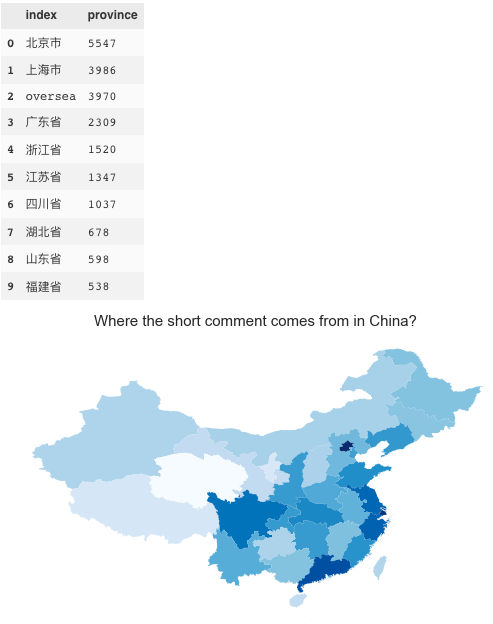 index province
0 北京市 5547
1 上海市 3986
2 oversea 3970
3 广东省 2309
4 浙江省 1520
5 江苏省 1347
6 四川省 1037
7 湖北省 678
8 山东省 598
9 福建省 538
Where the short comment comes from in China?